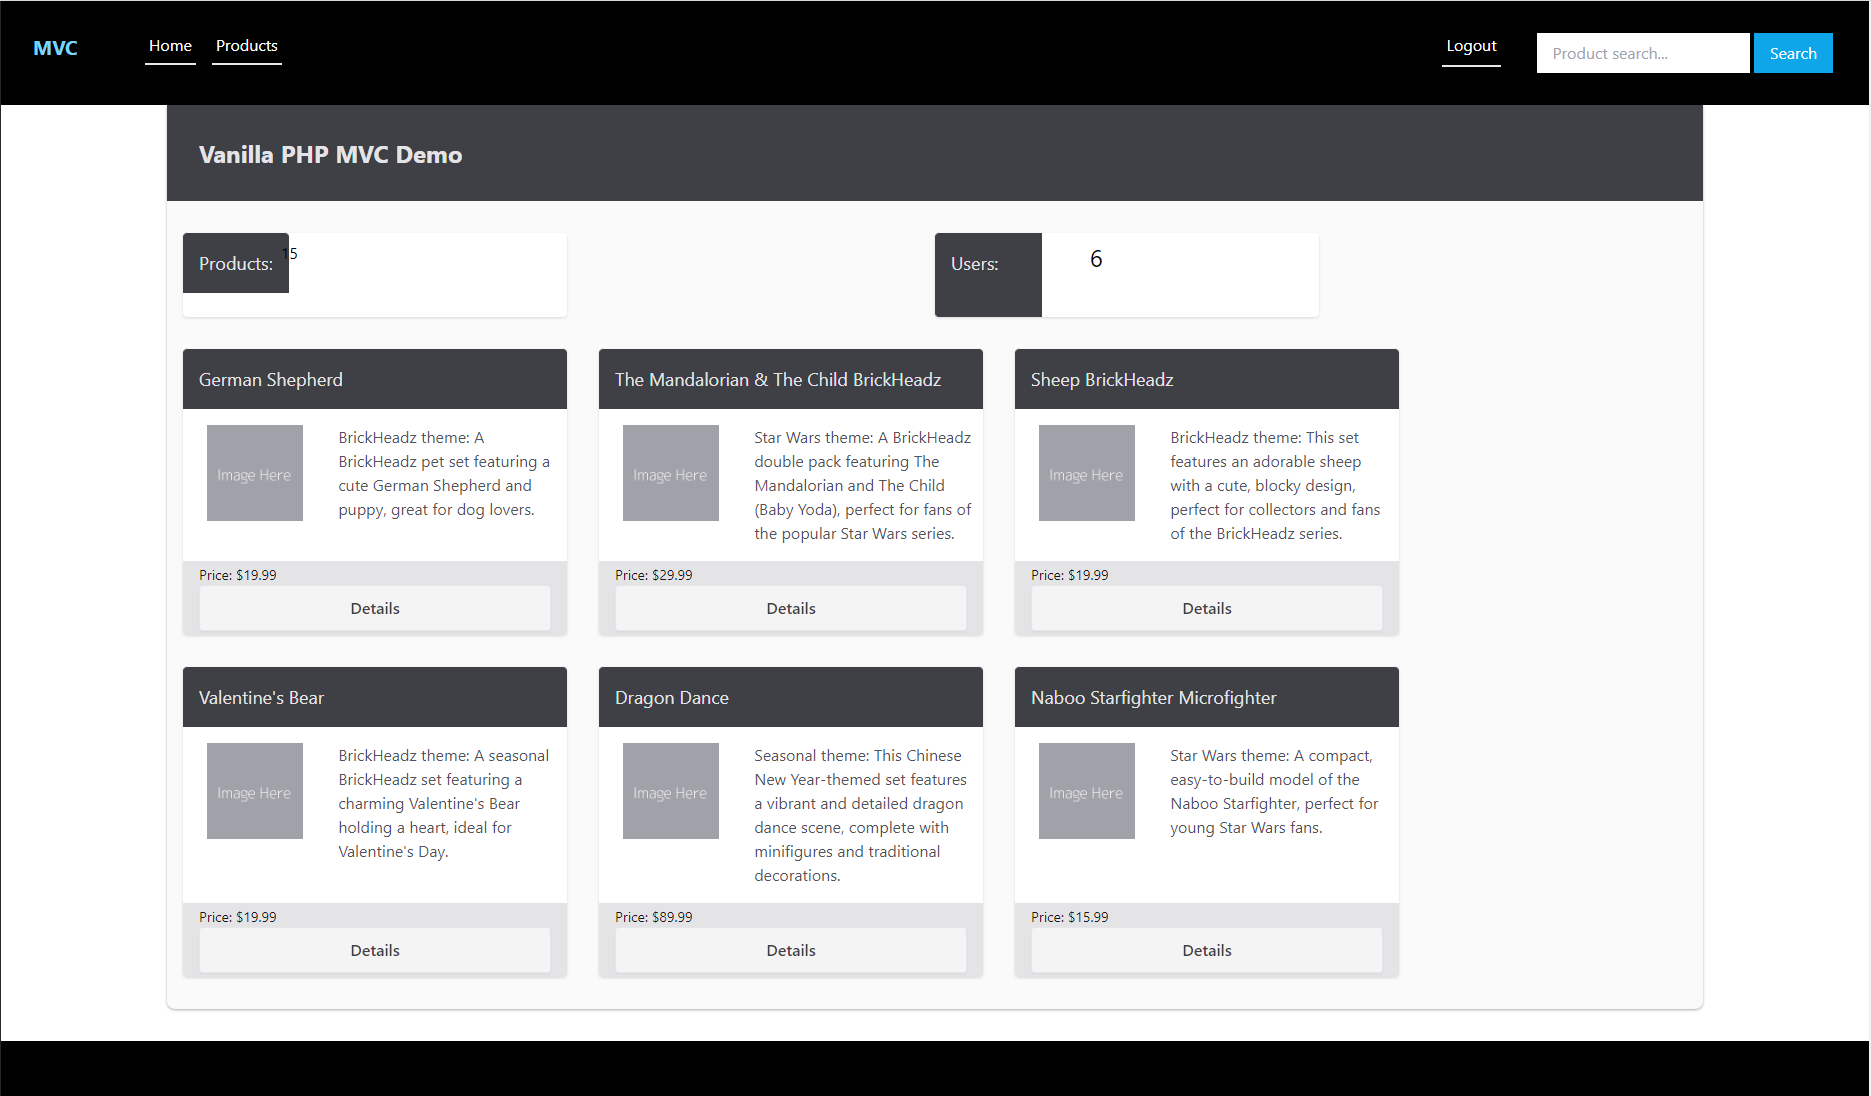 MVC
Home
Products
Logout
Product search...
Search
Vanilla PHP MVC Demo
Products:
15
Users:
6
German Shepherd
Image Here
BrickHeadz theme: A
BrickHeadz pet set featuring a
cute German Shepherd and
puppy, great for dog lovers.
Price: $19.99
Details
The Mandalorian & The Child BrickHeadz
Image Here
Star Wars theme: A BrickHeadz
double pack featuring The
Mandalorian and The Child
(Baby Yoda), perfect for fans of
the popular Star Wars series.
Price: $29.99
Details
Sheep BrickHeadz
Image Here
BrickHeadz theme: This set
features an adorable sheep
with a cute, blocky design,
perfect for collectors and fans
of the BrickHeadz series.
Price: $19.99
Details
Valentine's Bear
Image Here
BrickHeadz theme: A seasonal
BrickHeadz set featuring a
charming Valentine's Bear
holding a heart, ideal for
Valentine's Day.
Price: $19.99
Details
Dragon Dance
Image Here
Seasonal theme: This Chinese
New Year-themed set features
a vibrant and detailed dragon
dance scene, complete with
minifigures and traditional
decorations.
Price: $89.99
Details
Naboo Starfighter Microfighter
Image Here
Star Wars theme: A compact,
easy-to-build model of the
Naboo Starfighter, perfect for
young Star Wars fans.
Price: $15.99
Details